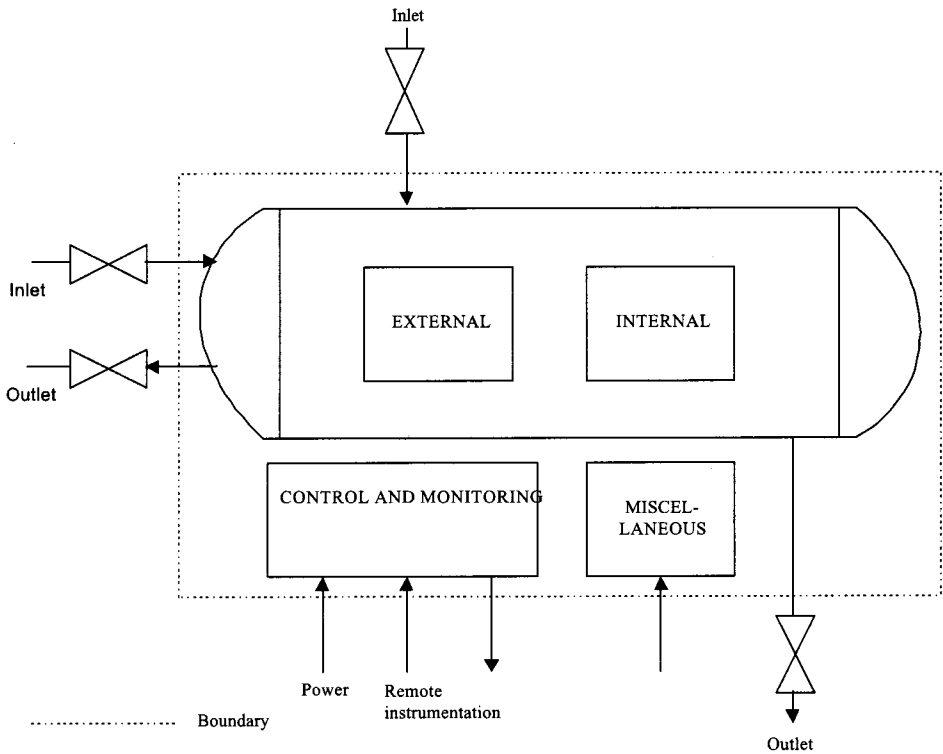 Inlet
Inlet
Outlet
EXTERNAL
INTERNAL
CONTROL AND MONITORING
MISCEL-
LANEOUS
Power
Remote
instrumentation
Boundary
Outlet